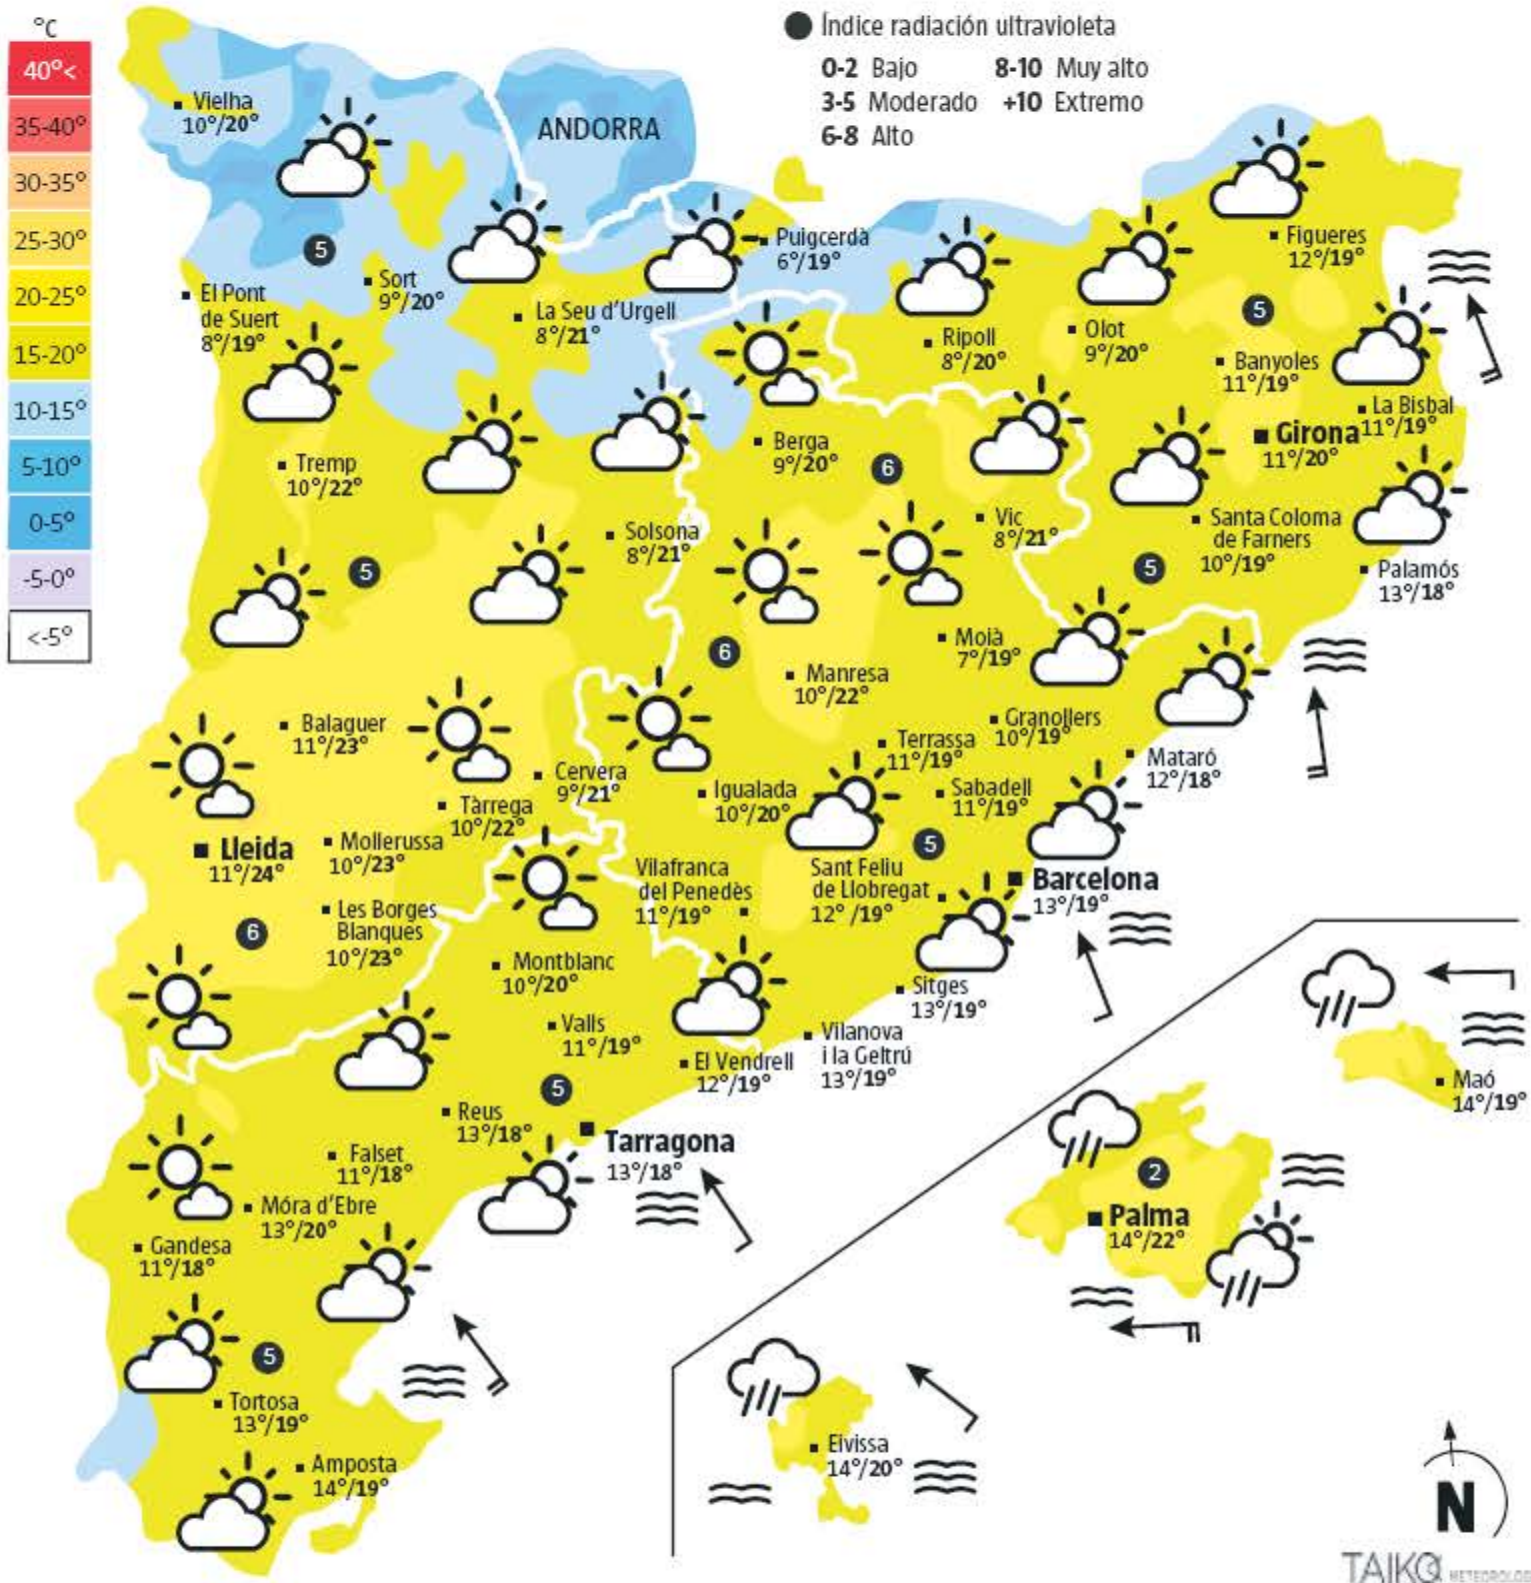 °C
40°<
35-40°
30-35°
25-30°
20-25°
15-20°
10-15°
5-10°
0-5°
-5-0°
<-5°
Índice radiación ultravioleta
0-2 Bajo
8-10 Muy alto
3-5 Moderado
+10 Extremo
6-8 Alto
Vielha
10°/20°
ANDORRA
5
Sort
9°/20°
El Pont
de Suert
8°/19°
La Seu d'Urgell
8°/21°
Puigcerdà
6°/19°
Ripoll
8°/20°
Olot
9°/20°
Figueres
12°/19°
5
Banyoles
11°/19°
La Bisbal
11°/19°
Girona
11°/20°
Berga
9°/20°
6
Tremp
10°/22°
Solsona
8°/21°
Vic
8°/21°
Santa Coloma
de Farners
10°/19°
5
Palamós
13°/18°
5
6
Moià
7°/19°
Manresa
10°/22°
Balaguer
11°/23°
Granollers
10°/19°
Terrassa
11°/19°
Mataró
12°/18°
Cervera
9°/21°
Tàrrega
10°/22°
Igualada
10°/20°
Sabadell
11°/19°
5
Lleida
11°/24°
Mollerussa
10°/23°
Vilafranca
del Penedès
11°/19°
Sant Feliu
de Llobregat
12° /19°
Barcelona
13°/19°
Les Borges
Blanques
10°/23°
6
Montblanc
10°/20°
Sitges
13°/19°
Valls
11°/19°
Vilanova
i la Geltrú
13°/19°
El Vendrell
12°/19°
5
Reus
13°/18°
Tarragona
13°/18°
Falset
11°/18°
Móra d'Ebre
13°/20°
Gandesa
11°/18°
5
Tortosa
13°/19°
Amposta
14°/19°
Maó
14°/19°
2
Palma
14°/22°
Eivissa
14°/20°
N
TAIKO METEOROLOG